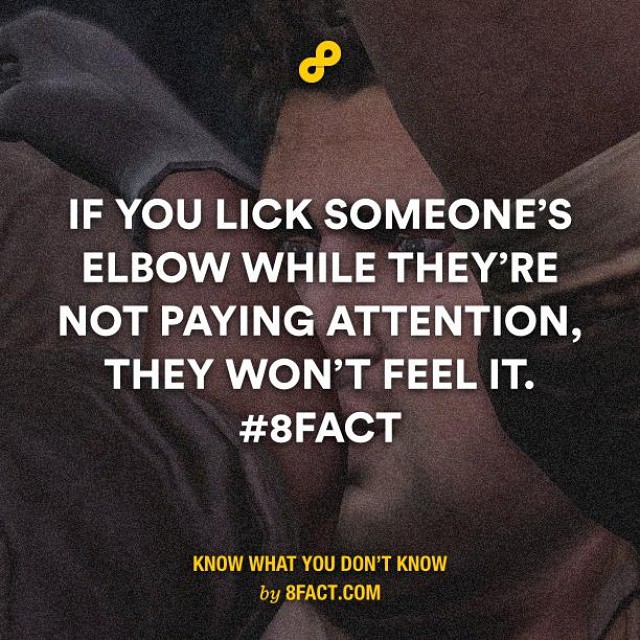 IF YOU LICK SOMEONE’S
ELBOW WHILE THEY’RE
NOT PAYING ATTENTION,
THEY WON’T FEEL IT.
#8FACT
KNOW WHAT YOU DON’T KNOW
by 8FACT.COM